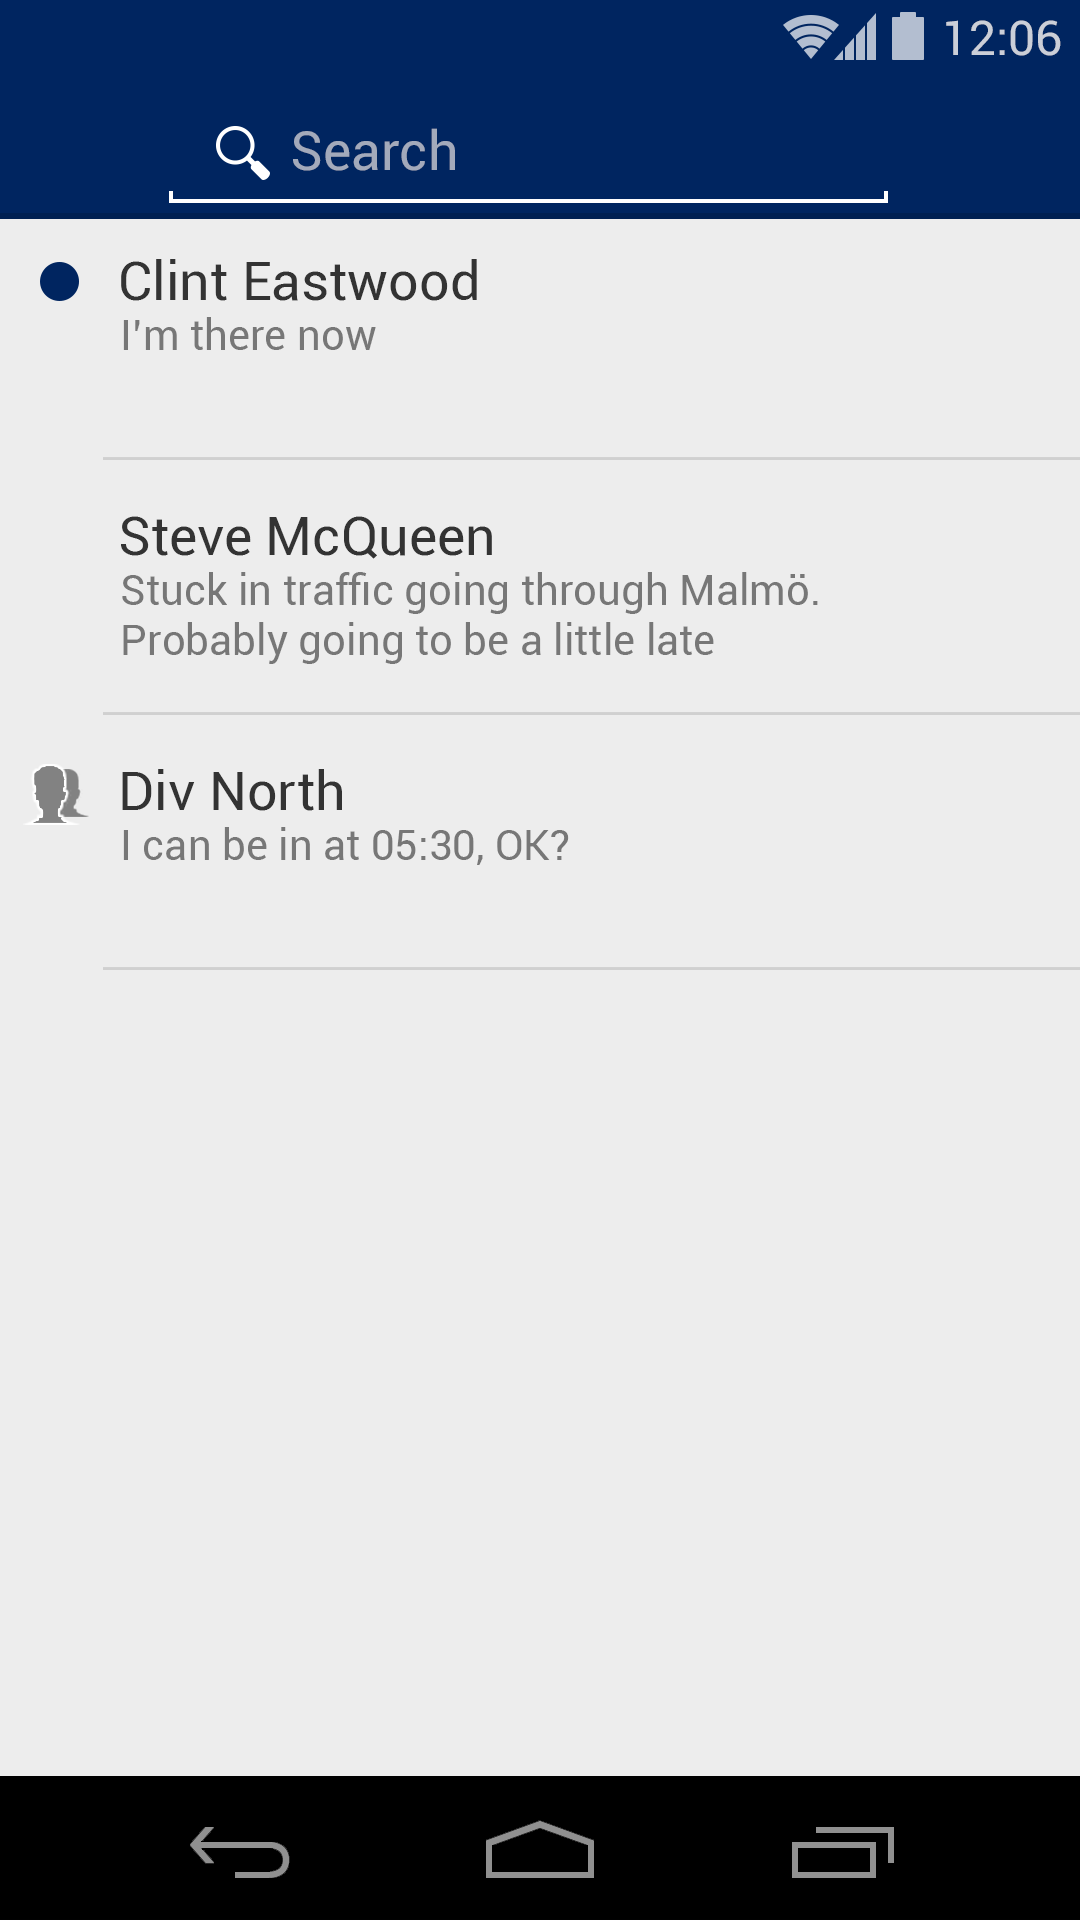 12:06
Search
Clint Eastwood
I'm there now
Steve McQueen
Stuck in traffic going through Malmö.
Probably going to be a little late
Div North
I can be in at 05:30, OK?